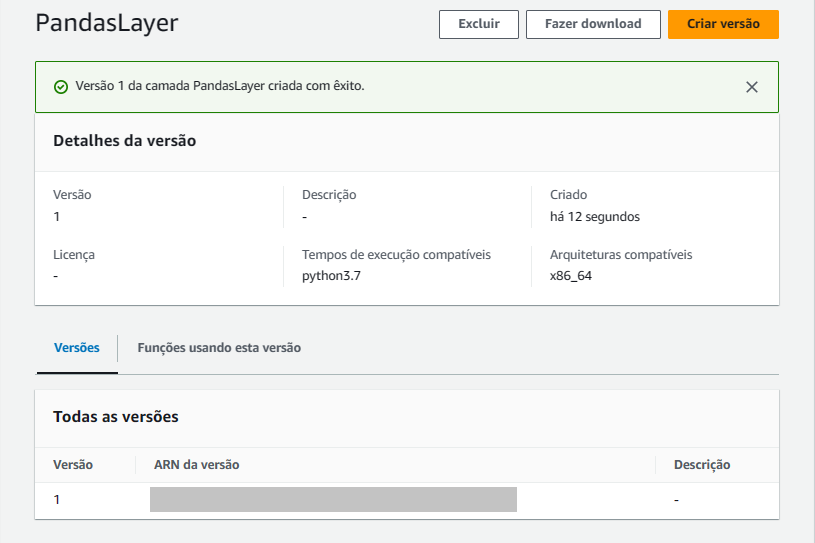 PandasLayer
Excluir
Fazer download
Criar versão
Versão 1 da camada PandasLayer criada com êxito.
Detalhes da versão
Versão
Descrição
Criado
1
-
há 12 segundos
Licença
Tempos de execução compatíveis
Arquiteturas compatíveis
-
python3.7
x86_64
Versões
Funções usando esta versão
Todas as versões
Versão
ARN da versão
Descrição
1
-